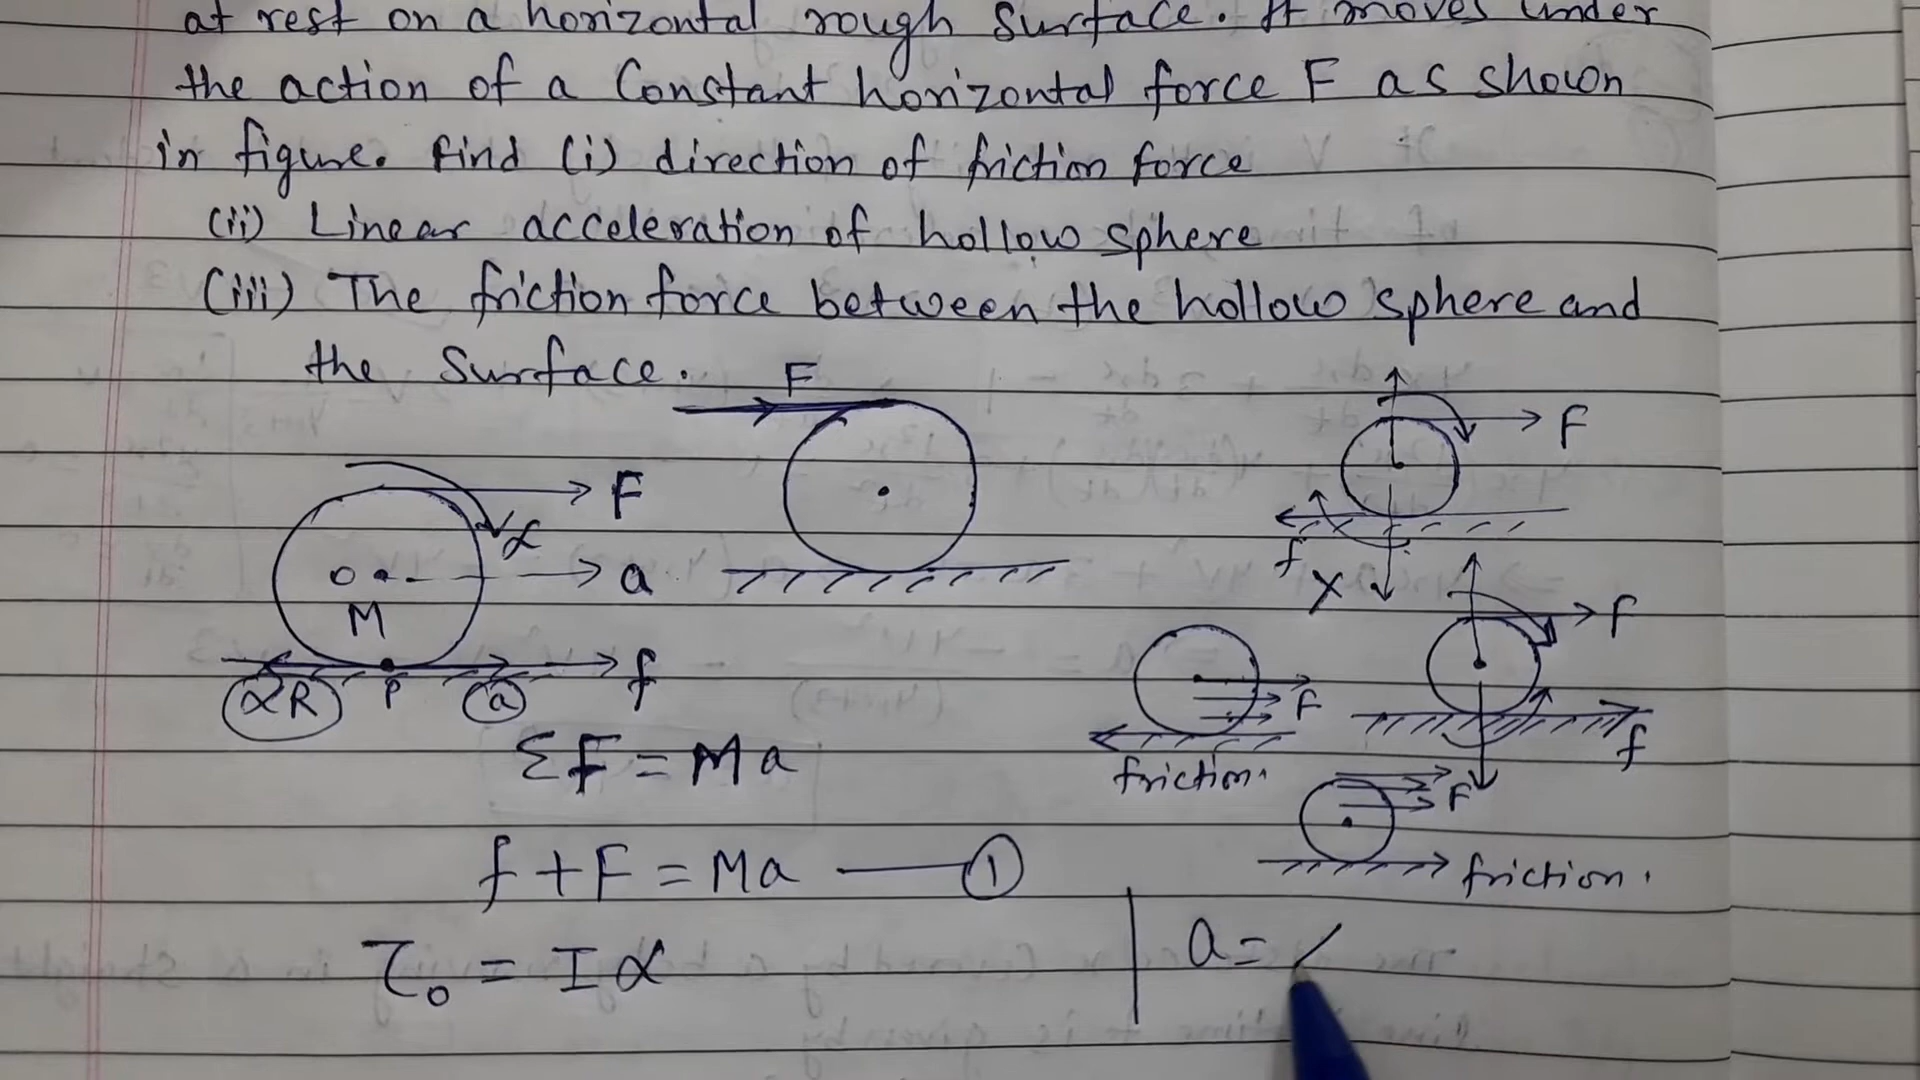 at rest on a horizontal rough surface. It moves under
the action of a Constant horizontal force F as shown
in figure. Find (i) direction of friction force
(ii) Linear acceleration of hollow sphere
(iii) The friction force between the hollow sphere and
the Surface.
F
F
α
O
a
M
f
αR
P
a
F
f
X
F
f
F
friction.
F
friction.
ΣF = Ma
f + F = Ma — ①
τ₀ = Iα
a =